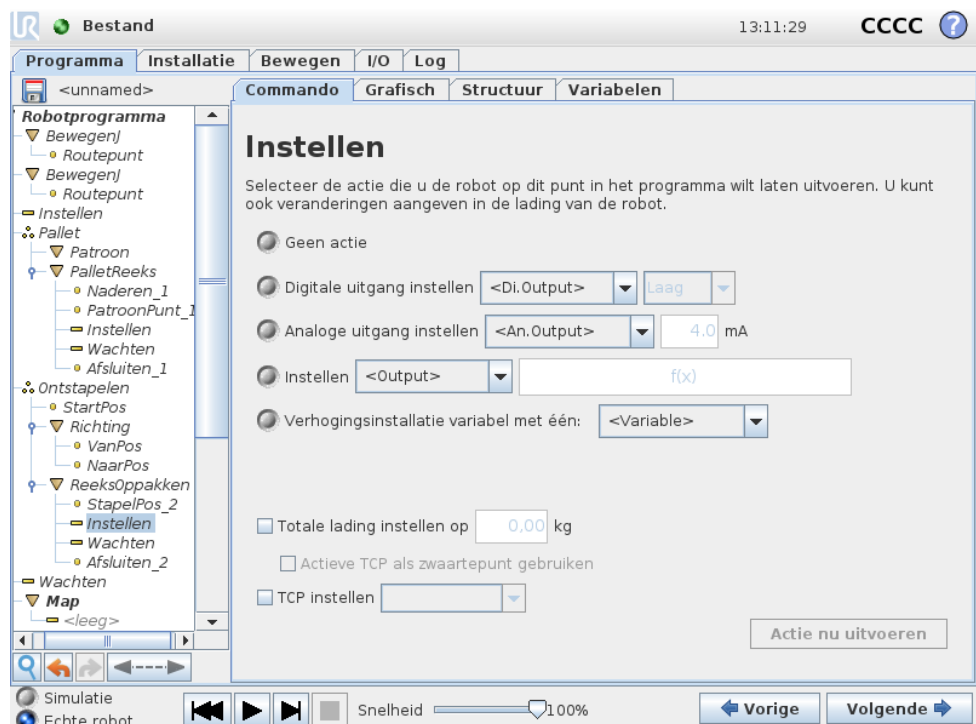 UR Bestand 13:11:29 CCCC ?
Programma Installatie Bewegen I/O Log
<unnamed> Commando Grafisch Structuur Variabelen
Robotprogramma
BewegenJ
Routepunt
BewegenJ
Routepunt
Instellen
Pallet
Patroon
PalletReeks
Naderen_1
PatroonPunt_1
Instellen
Wachten
Afsluiten_1
Ontstapelen
StartPos
Richting
VanPos
NaarPos
ReeksOppakken
StapelPos_2
Instellen
Wachten
Afsluiten_2
Wachten
Map
<leeg>
Instellen
Selecteer de actie die u de robot op dit punt in het programma wilt laten uitvoeren. U kunt
ook veranderingen aangeven in de lading van de robot.
Geen actie
Digitale uitgang instellen <Di.Output> Laag
Analoge uitgang instellen <An.Output> 4.0 mA
Instellen <Output> f(x)
Verhogingsinstallatie variabel met één: <Variable>
Totale lading instellen op 0,00 kg
Actieve TCP als zwaartepunt gebruiken
TCP instellen
Actie nu uitvoeren
Simulatie
Echte robot
Snelheid 100%
Vorige Volgende